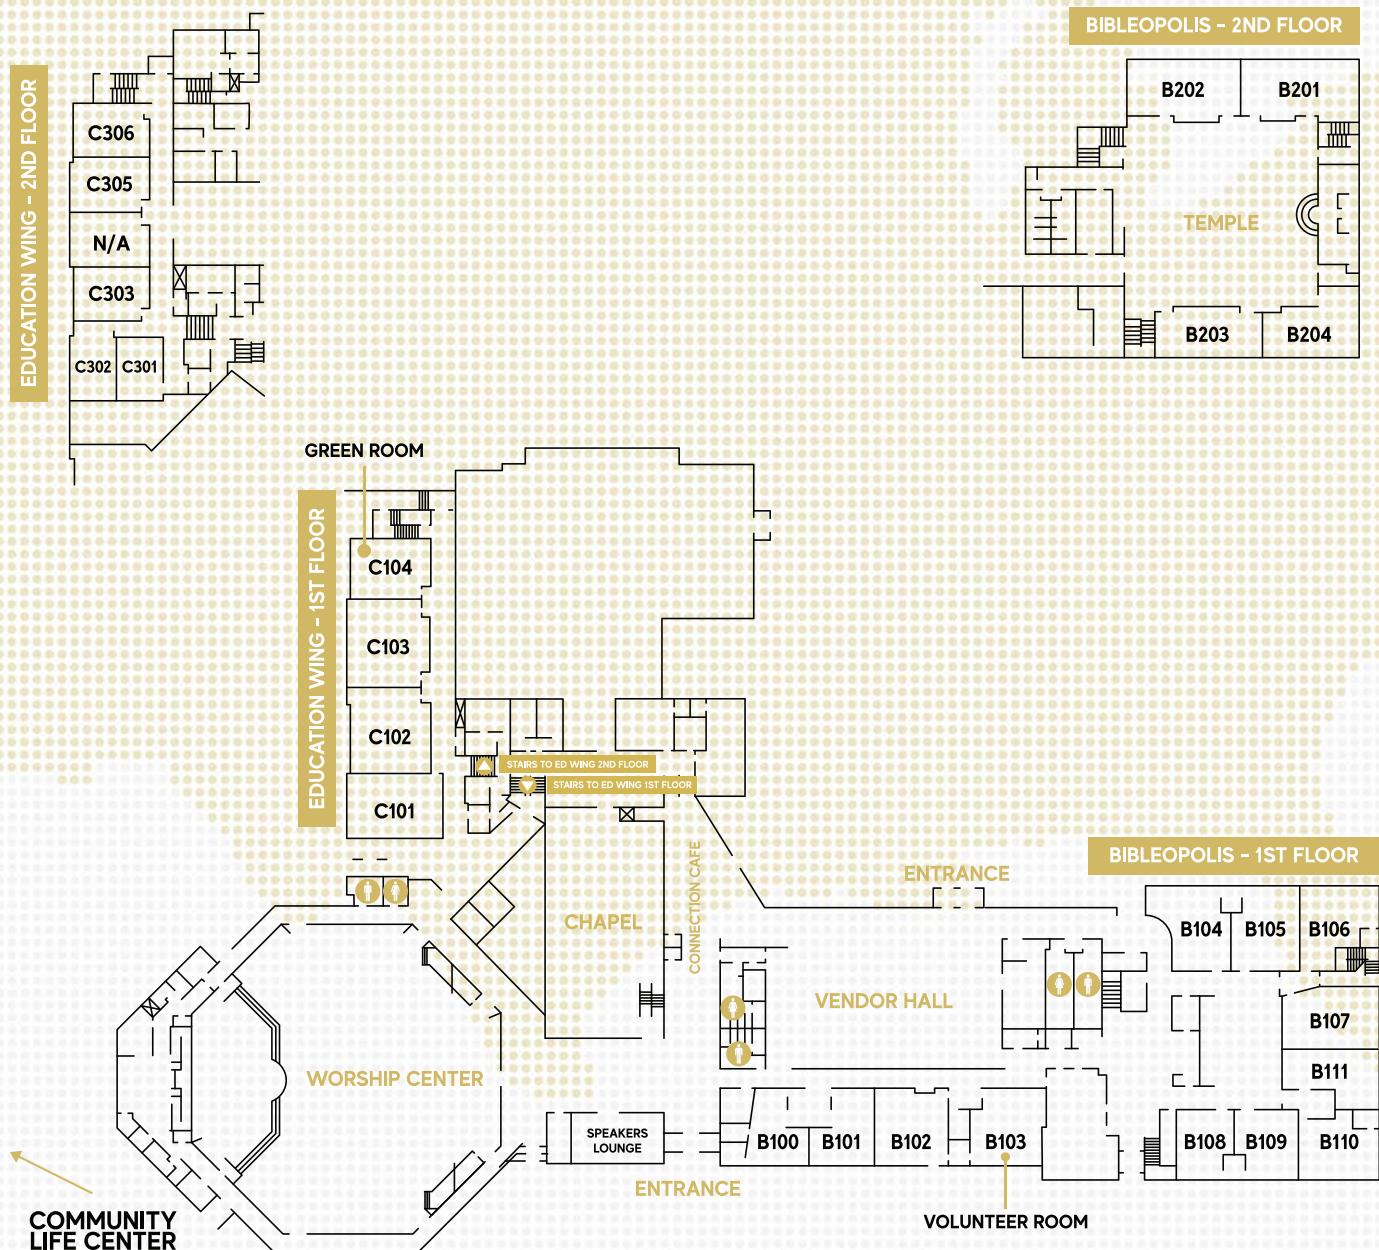 BIBLEOPOLIS - 2ND FLOOR
B202
B201
TEMPLE
B203
B204
EDUCATION WING - 2ND FLOOR
C306
C305
N/A
C303
C302
C301
GREEN ROOM
EDUCATION WING - 1ST FLOOR
C104
C103
C102
C101
STAIRS TO ED WING 2ND FLOOR
STAIRS TO ED WING 1ST FLOOR
CHAPEL
CONNECTION CAFE
ENTRANCE
BIBLEOPOLIS - 1ST FLOOR
B104
B105
B106
VENDOR HALL
B107
B111
WORSHIP CENTER
SPEAKERS
LOUNGE
B100
B101
B102
B103
B108
B109
B110
ENTRANCE
VOLUNTEER ROOM
COMMUNITY
LIFE CENTER